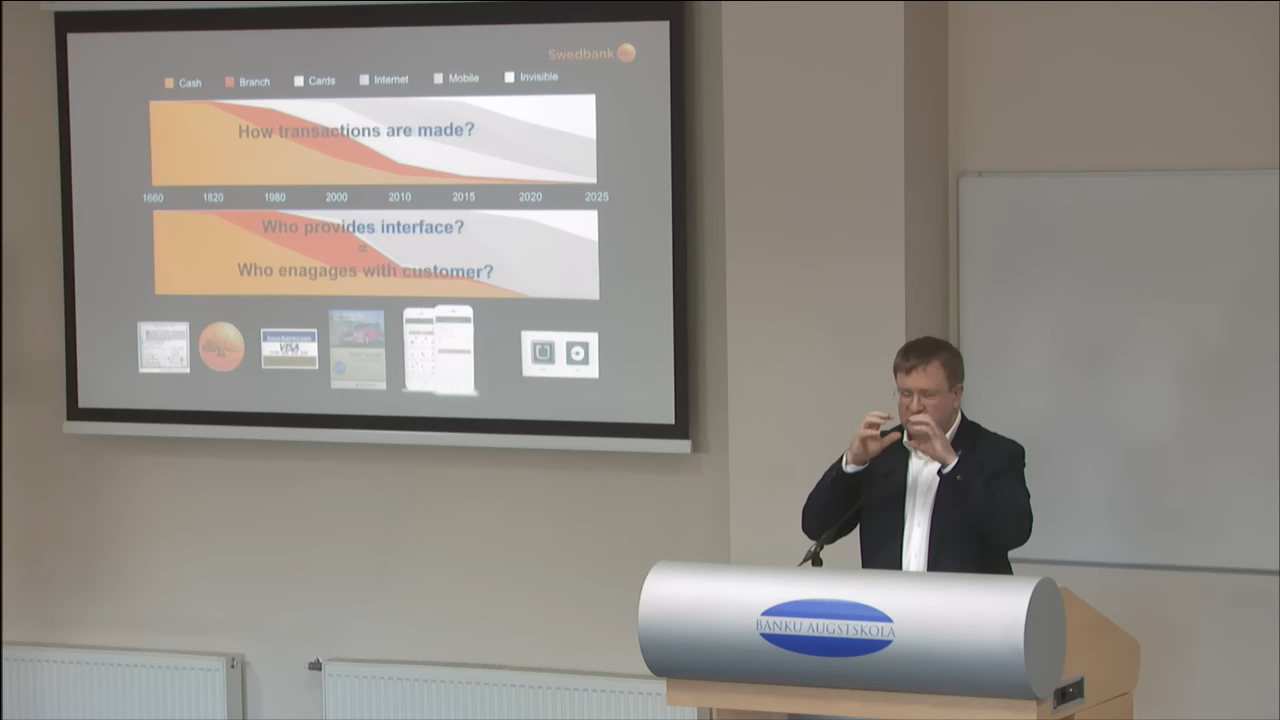 Swedbank
Cash Branch Cards Internet Mobile Invisible
How transactions are made?
1660 1820 1980 2000 2010 2015 2020 2025
Who provides interface?
=
Who enagages with customer?
VISA
BANKU AUGSTSKOLA